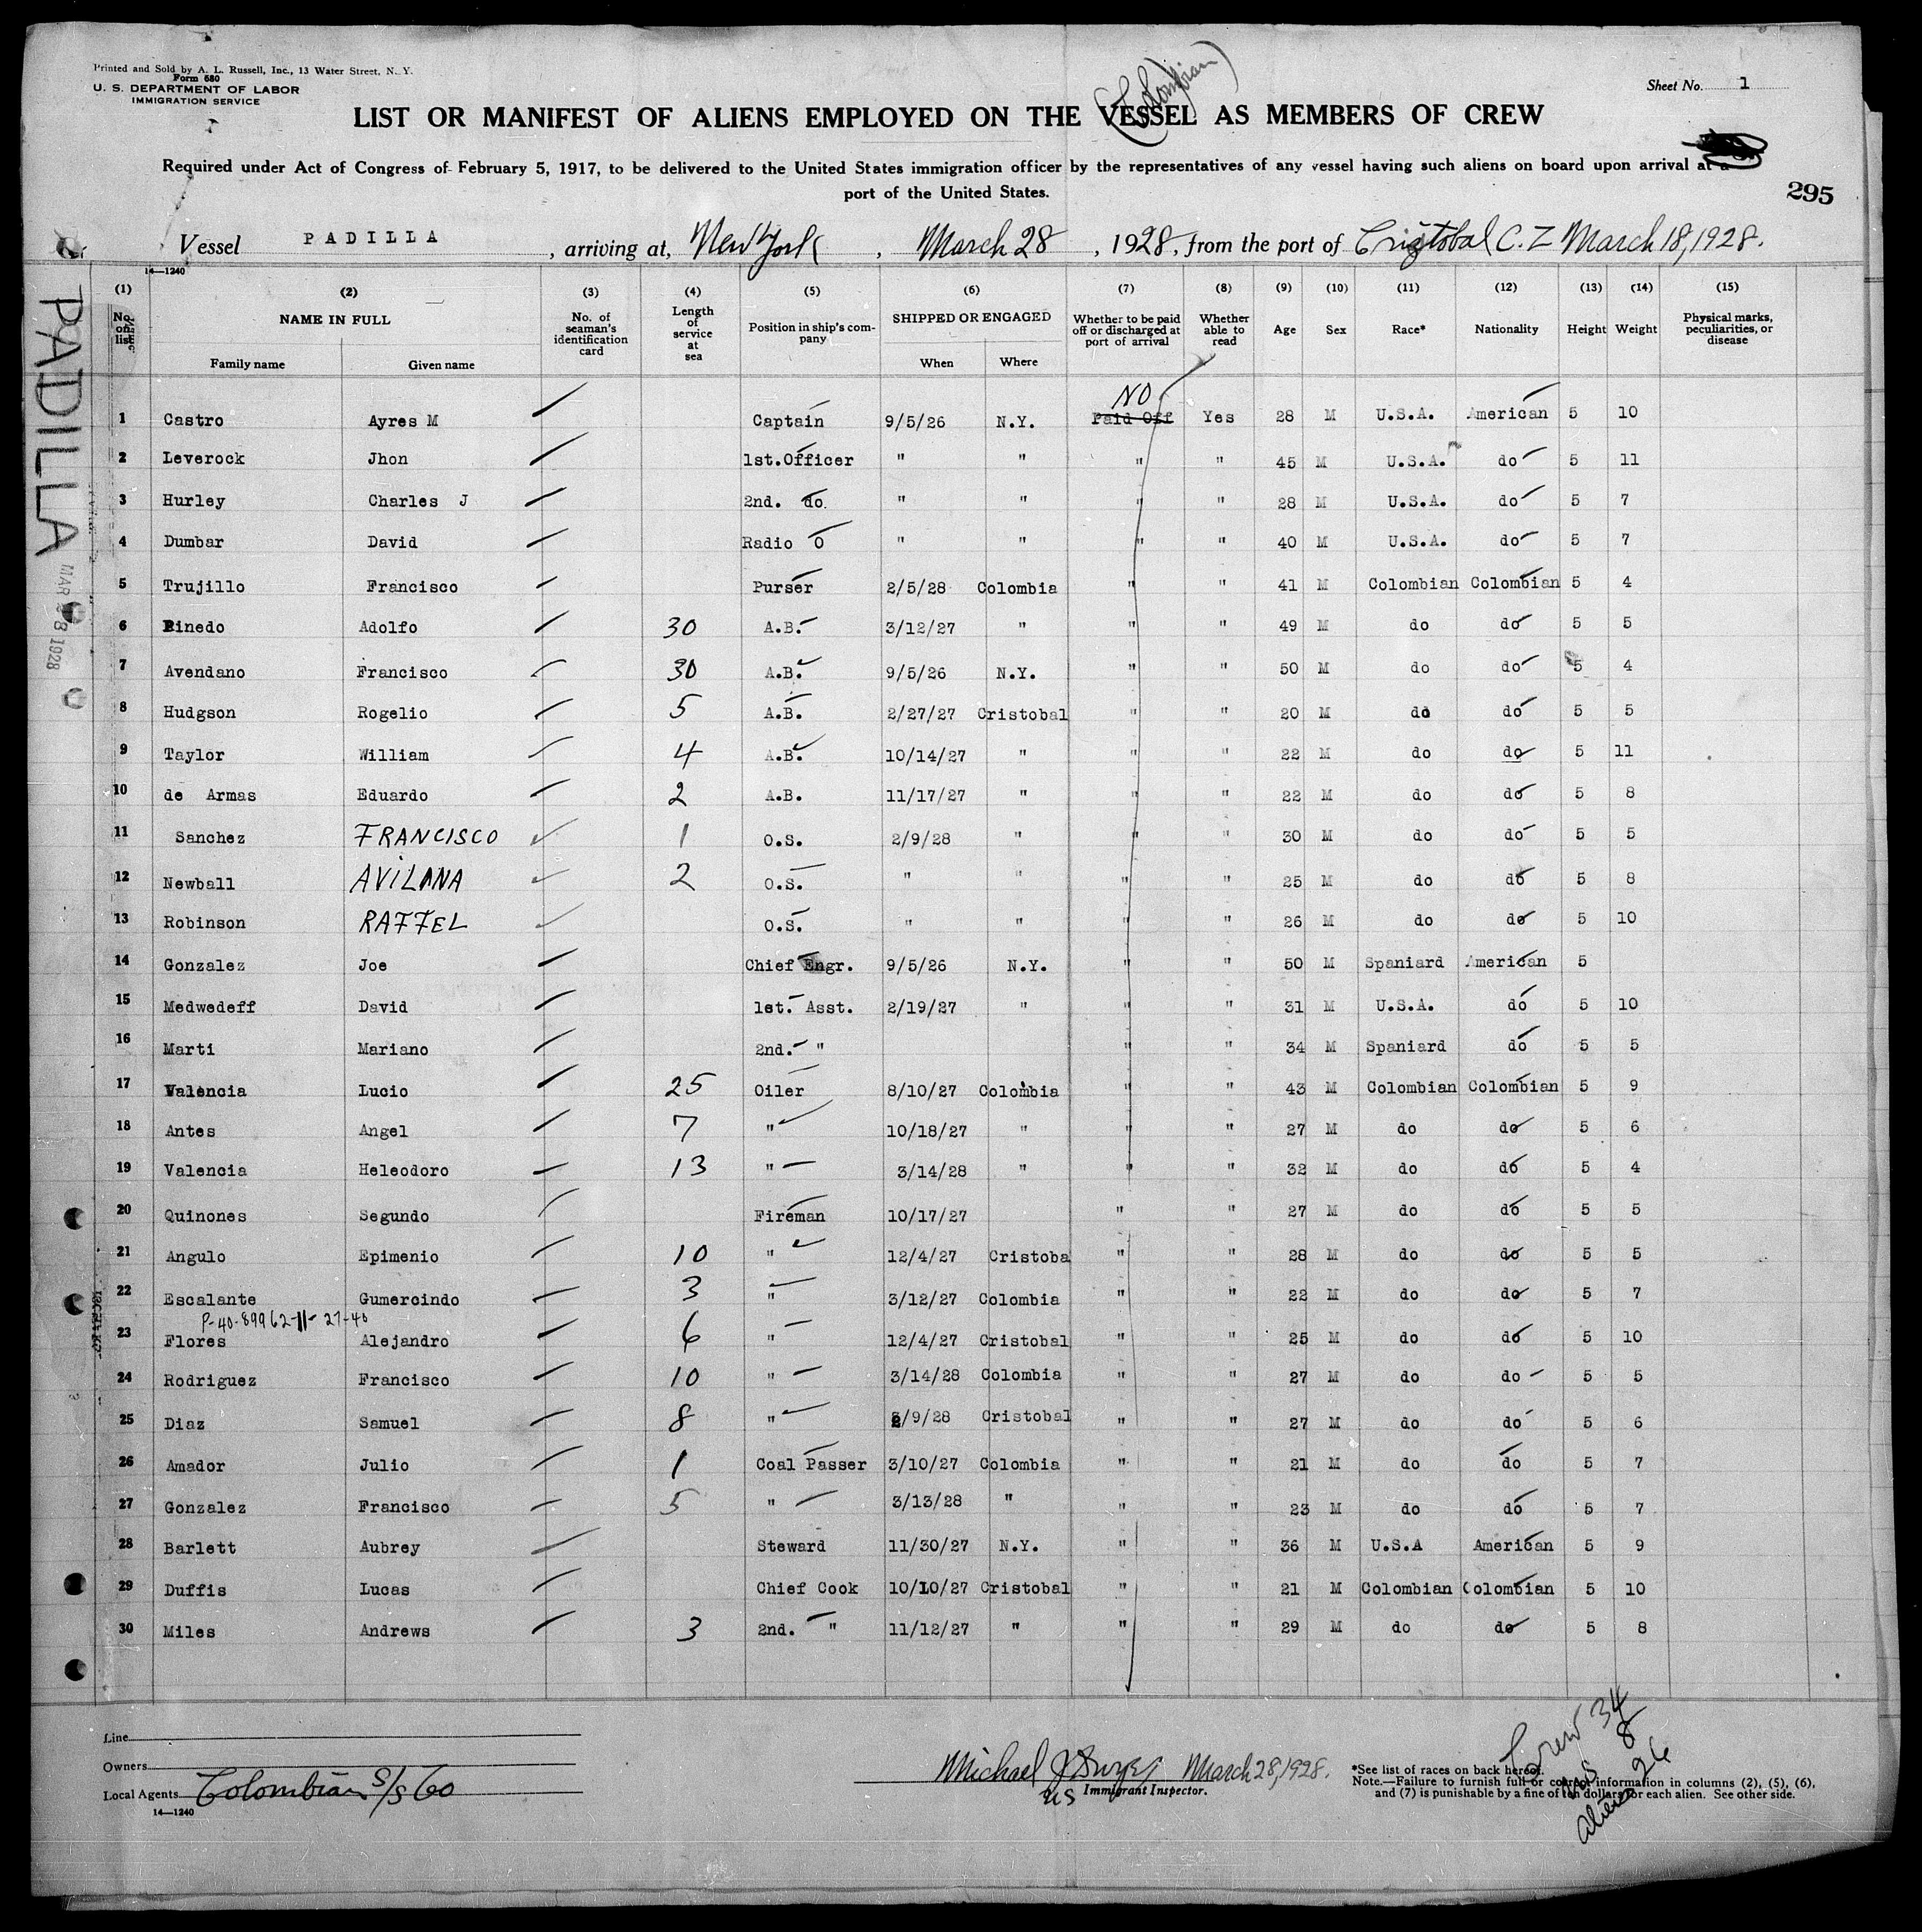 Printed and Sold by A. L. Russell, Inc., 13 Water Street, N. Y.
Form 680
U. S. DEPARTMENT OF LABOR
IMMIGRATION SERVICE
(Colombian)
Sheet No. 1
LIST OR MANIFEST OF ALIENS EMPLOYED ON THE VESSEL AS MEMBERS OF CREW
Required under Act of Congress of February 5, 1917, to be delivered to the United States immigration officer by the representatives of any vessel having such aliens on board upon arrival at a
port of the United States.
295
Vessel PADILLA, arriving at, New York, March 28, 1928, from the port of Cristobal C.Z March 18, 1928.
14—1240
PADILLA
MAR 28 1928
(1) (2) (3) (4) (5) (6) (7) (8) (9) (10) (11) (12) (13) (14) (15)
No. on list NAME IN FULL Family name Given name No. of seaman's identification card Length of service at sea Position in ship's company SHIPPED OR ENGAGED When Where Whether to be paid off or discharged at port of arrival Whether able to read Age Sex Race* Nationality Height Weight Physical marks, peculiarities, or disease
NO
1 Castro Ayres M Captain 9/5/26 N.Y. Paid Off Yes 28 M U.S.A. American 5 10
2 Leverock Jhon 1st.Officer " " " " 45 M U.S.A. do 5 11
3 Hurley Charles J 2nd. do. " " " " 28 M U.S.A. do 5 7
4 Dumbar David Radio O " " " " 40 M U.S.A. do 5 7
5 Trujillo Francisco Purser 2/5/28 Colombia " " 41 M Colombian Colombian 5 4
6 Pinedo Adolfo 30 A.B. 3/12/27 " " " 49 M do do 5 5
7 Avendano Francisco 30 A.B. 9/5/26 N.Y. " " 50 M do do 5 4
8 Hudgson Rogelio 5 A.B. 2/27/27 Cristobal " " 20 M do do 5 5
9 Taylor William 4 A.B. 10/14/27 " " " 22 M do do 5 11
10 de Armas Eduardo 2 A.B. 11/17/27 " " " 22 M do do 5 8
11 Sanchez FRANCISCO 1 O.S. 2/9/28 " " " 30 M do do 5 5
12 Newball AVILANA 2 O.S. " " " " 25 M do do 5 8
13 Robinson RAFFEL O.S. " " " " 26 M do do 5 10
14 Gonzalez Joe Chief Engr. 9/5/26 N.Y. " " 50 M Spaniard American 5
15 Medwedeff David 1st. Asst. 2/19/27 " " " 31 M U.S.A. do 5 10
16 Marti Mariano 2nd. " " " 34 M Spaniard do 5 5
17 Valencia Lucio 25 Oiler 8/10/27 Colombia " " 43 M Colombian Colombian 5 9
18 Antes Angel 7 " 10/18/27 " " " 27 M do do 5 6
19 Valencia Heleodoro 13 " 3/14/28 " " " 32 M do do 5 4
20 Quinones Segundo Fireman 10/17/27 " " 27 M do do 5 5
21 Angulo Epimenio 10 " 12/4/27 Cristoba " " 28 M do do 5 5
22 Escalante Gumercindo 3 " 3/12/27 Colombia " " 22 M do do 5 7
P-40-89962-11-27-40
23 Flores Alejandro 6 " 12/4/27 Cristobal " " 25 M do do 5 10
24 Rodriguez Francisco 10 " 3/14/28 Colombia " " 27 M do do 5 5
25 Diaz Samuel 8 " 2/9/28 Cristobal " " 27 M do do 5 6
26 Amador Julio 1 Coal Passer 3/10/27 Colombia " " 21 M do do 5 7
27 Gonzalez Francisco 5 " 3/13/28 " " " 23 M do do 5 7
28 Barlett Aubrey Steward 11/30/27 N.Y. " " 36 M U.S.A American 5 9
29 Duffis Lucas Chief Cook 10/10/27 Cristobal " " 21 M Colombian Colombian 5 10
30 Miles Andrews 3 2nd. " 11/12/27 " " " 29 M do do 5 8
Line
Owners
Local Agents Colombian S/S Co
14—1240
Michael J Dwyer March 28, 1928.
US Immigrant Inspector.
*See list of races on back hereof.
Note.—Failure to furnish full or correct information in columns (2), (5), (6),
and (7) is punishable by a fine of ten dollars for each alien. See other side.
Crew 34
US 8
aliens 26